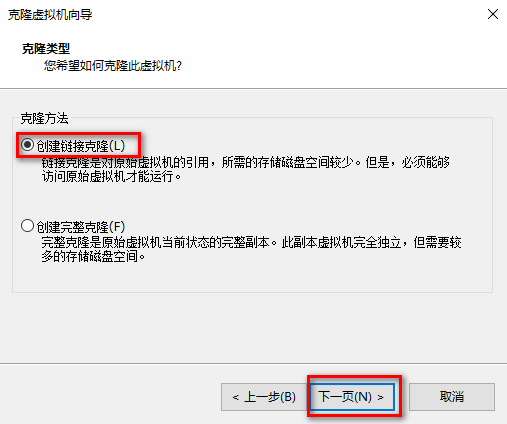 克隆虚拟机向导
克隆类型
您希望如何克隆此虚拟机?
克隆方法
创建链接克隆(L)
链接克隆是对原始虚拟机的引用，所需的存储磁盘空间较少。但是，必须能够
访问原始虚拟机才能运行。
创建完整克隆(F)
完整克隆是原始虚拟机当前状态的完整副本。此副本虚拟机完全独立，但需要较
多的存储磁盘空间。
< 上一步(B)
下一页(N) >
取消